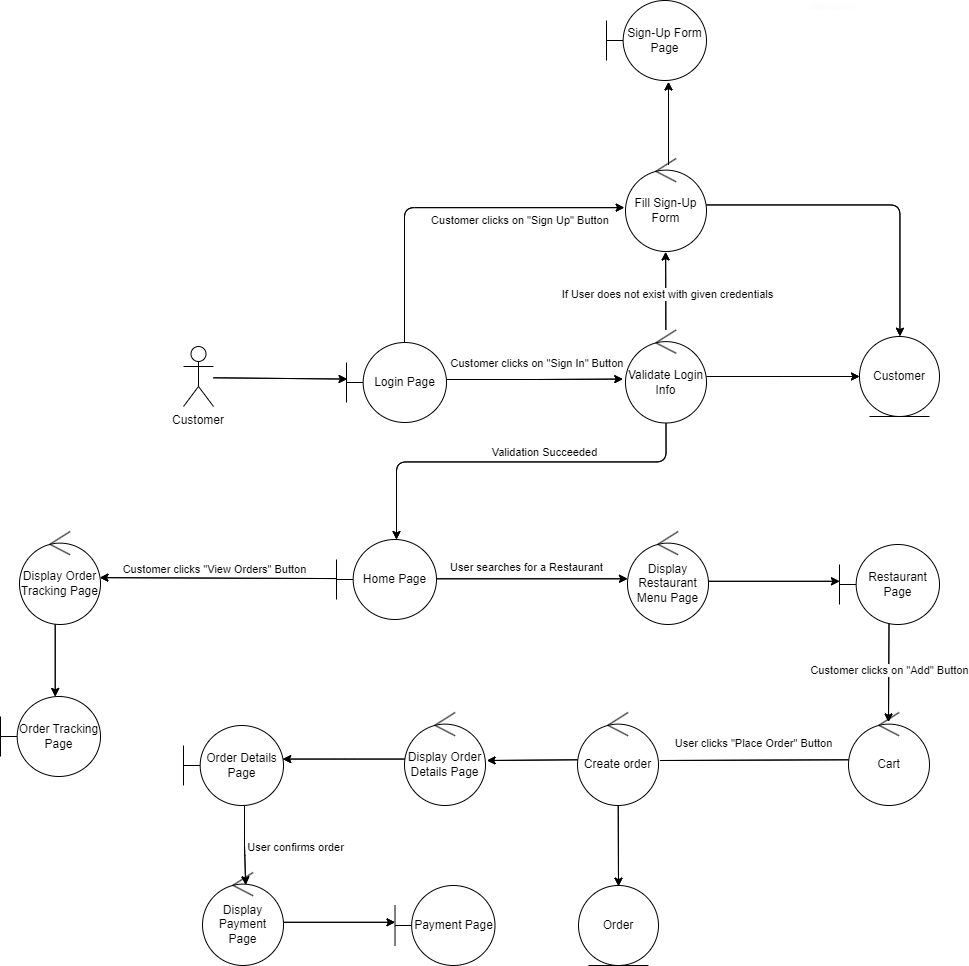 Sign-Up Form
Page
Fill Sign-Up
Form
Customer clicks on "Sign Up" Button
If User does not exist with given credentials
Customer clicks on "Sign In" Button
Login Page
Validate Login
Info
Customer
Customer
Validation Succeeded
Display Order
Tracking Page
Customer clicks "View Orders" Button
Home Page
User searches for a Restaurant
Display
Restaurant
Menu Page
Restaurant
Page
Customer clicks on "Add" Button
Order Tracking
Page
Order Details
Page
Display Order
Details Page
Create order
User clicks "Place Order" Button
Cart
User confirms order
Display
Payment
Page
Payment Page
Order